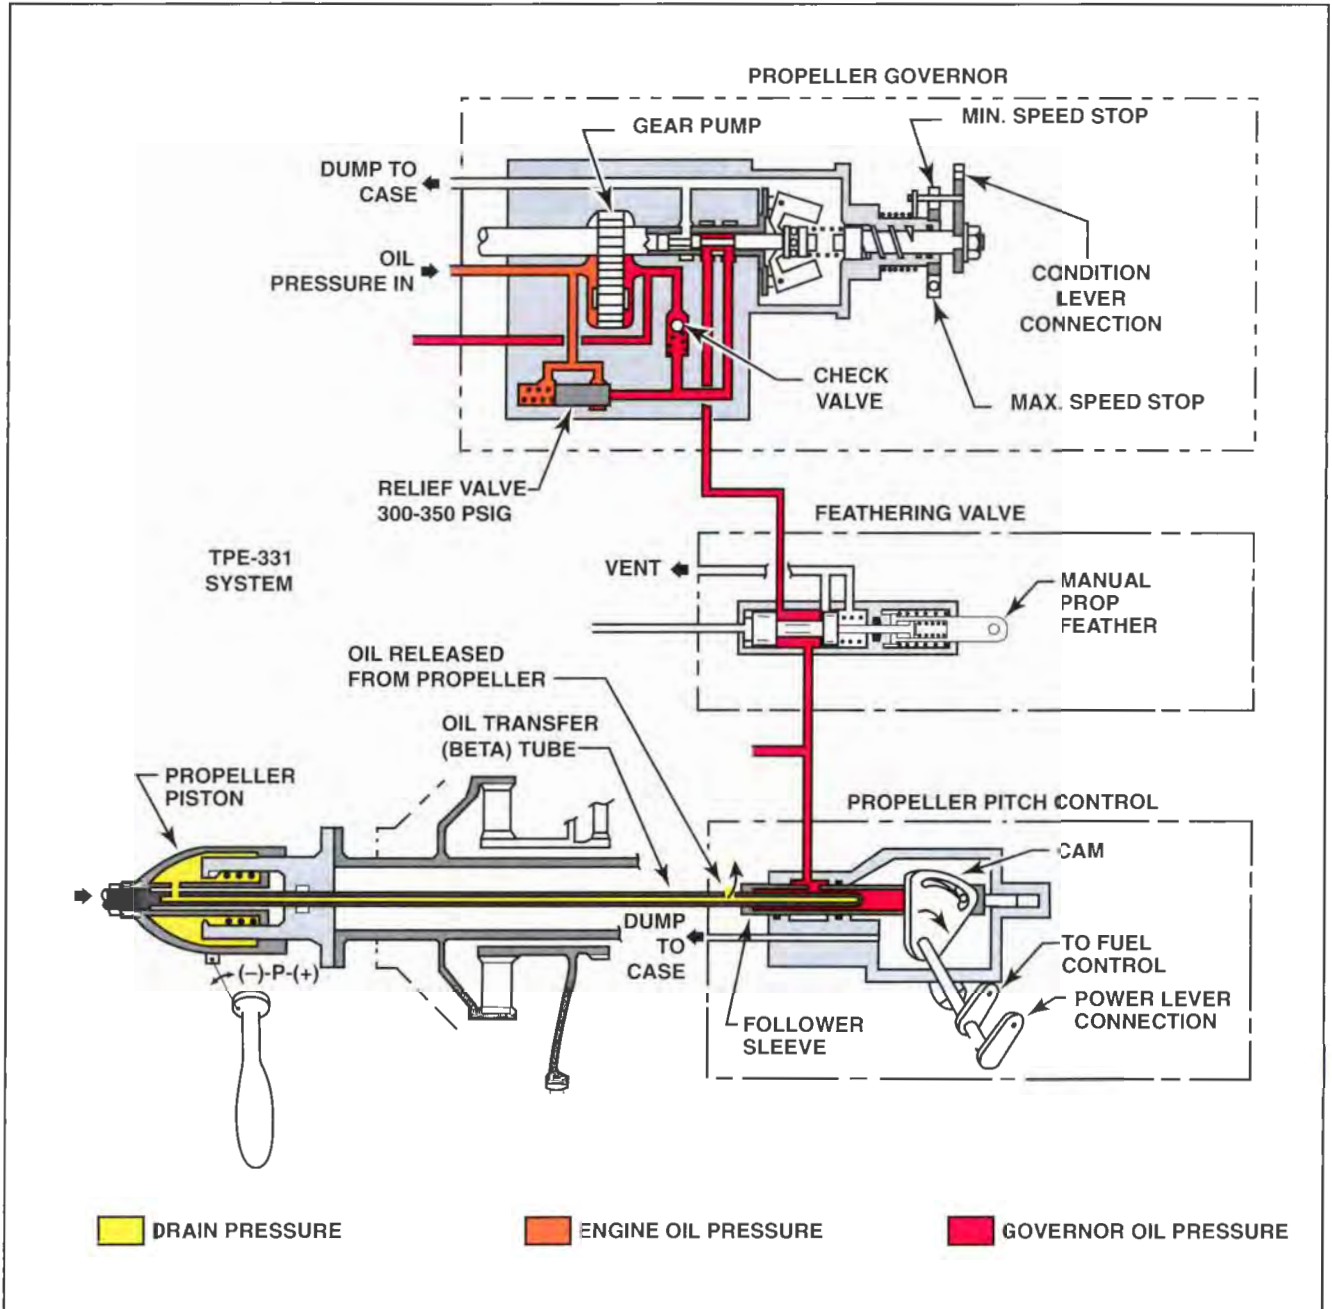 PROPELLER GOVERNOR
GEAR PUMP
MIN. SPEED STOP
DUMP TO
CASE
OIL
PRESSURE IN
CONDITION
LEVER
CONNECTION
CHECK
VALVE
MAX. SPEED STOP
RELIEF VALVE
300-350 PSIG
FEATHERING VALVE
TPE-331
SYSTEM
VENT
MANUAL
PROP
FEATHER
OIL RELEASED
FROM PROPELLER
OIL TRANSFER
(BETA) TUBE
PROPELLER
PISTON
PROPELLER PITCH CONTROL
CAM
DUMP
TO
CASE
TO FUEL
CONTROL
(–)-P-(+)
POWER LEVER
CONNECTION
FOLLOWER
SLEEVE
DRAIN PRESSURE
ENGINE OIL PRESSURE
GOVERNOR OIL PRESSURE